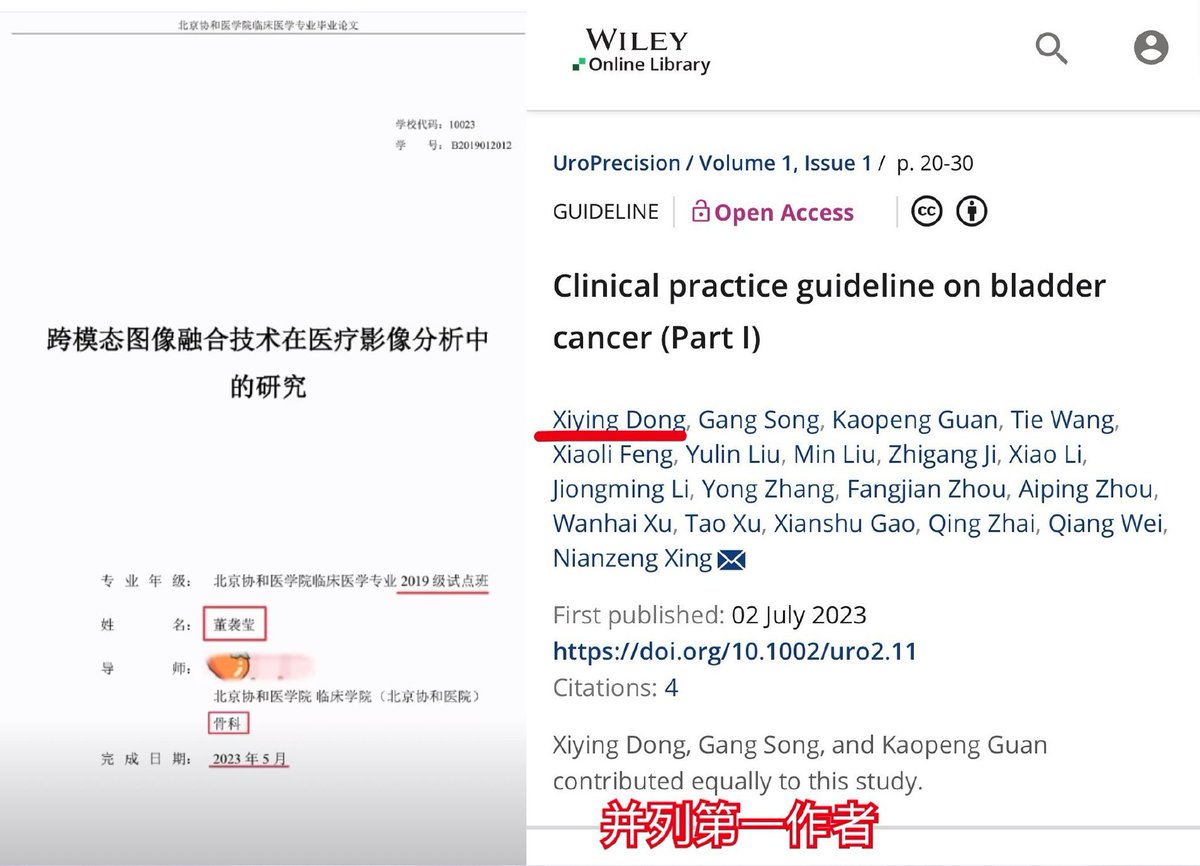 北京协和医学院临床医学专业毕业论文
学校代码：10023
学 号：B2019012012
跨模态图像融合技术在医疗影像分析中
的研究
专 业 年 级： 北京协和医学院临床医学专业 2019 级试点班
姓 名： 董袭莹
导 师：
北京协和医学院 临床学院（北京协和医院）
骨科
完 成 日 期： 2023 年 5 月
WILEY
Online Library
UroPrecision / Volume 1, Issue 1 / p. 20-30
GUIDELINE Open Access cc
Clinical practice guideline on bladder
cancer (Part I)
Xiying Dong, Gang Song, Kaopeng Guan, Tie Wang,
Xiaoli Feng, Yulin Liu, Min Liu, Zhigang Ji, Xiao Li,
Jiongming Li, Yong Zhang, Fangjian Zhou, Aiping Zhou,
Wanhai Xu, Tao Xu, Xianshu Gao, Qing Zhai, Qiang Wei,
Nianzeng Xing
First published: 02 July 2023
https://doi.org/10.1002/uro2.11
Citations: 4
Xiying Dong, Gang Song, and Kaopeng Guan
contributed equally to this study.
并列第一作者